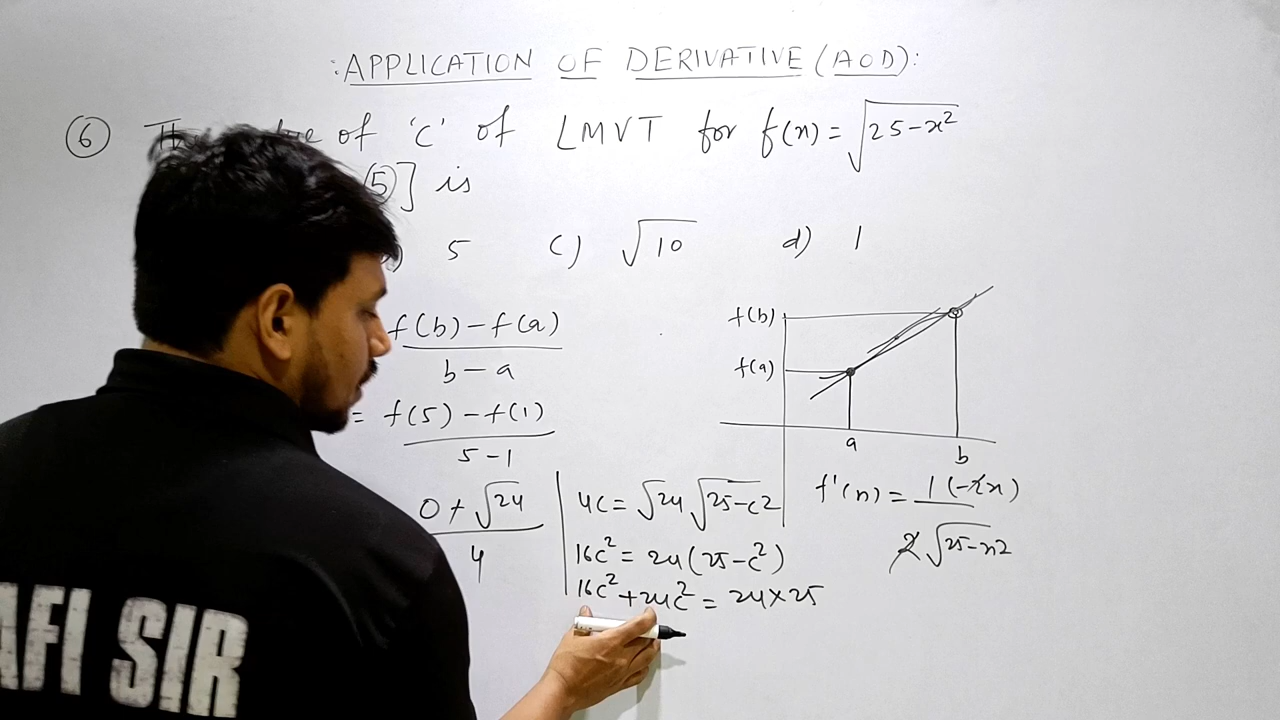 : APPLICATION OF DERIVATIVE (AOD) :
⑥ of 'c' of LMVT for f(x) = √25-x²
5] is
5 c) √10 d) 1
f(b) - f(a)
b - a
= f(5) - f(1)
5 - 1
0 + √24
4
4c = √24 √25-c²
16c² = 24(25-c²)
16c² + 24c² = 24×25
f(b)
f(a)
a
b
f'(x) = 1(-2x)
2√25-x²
AFI SIR